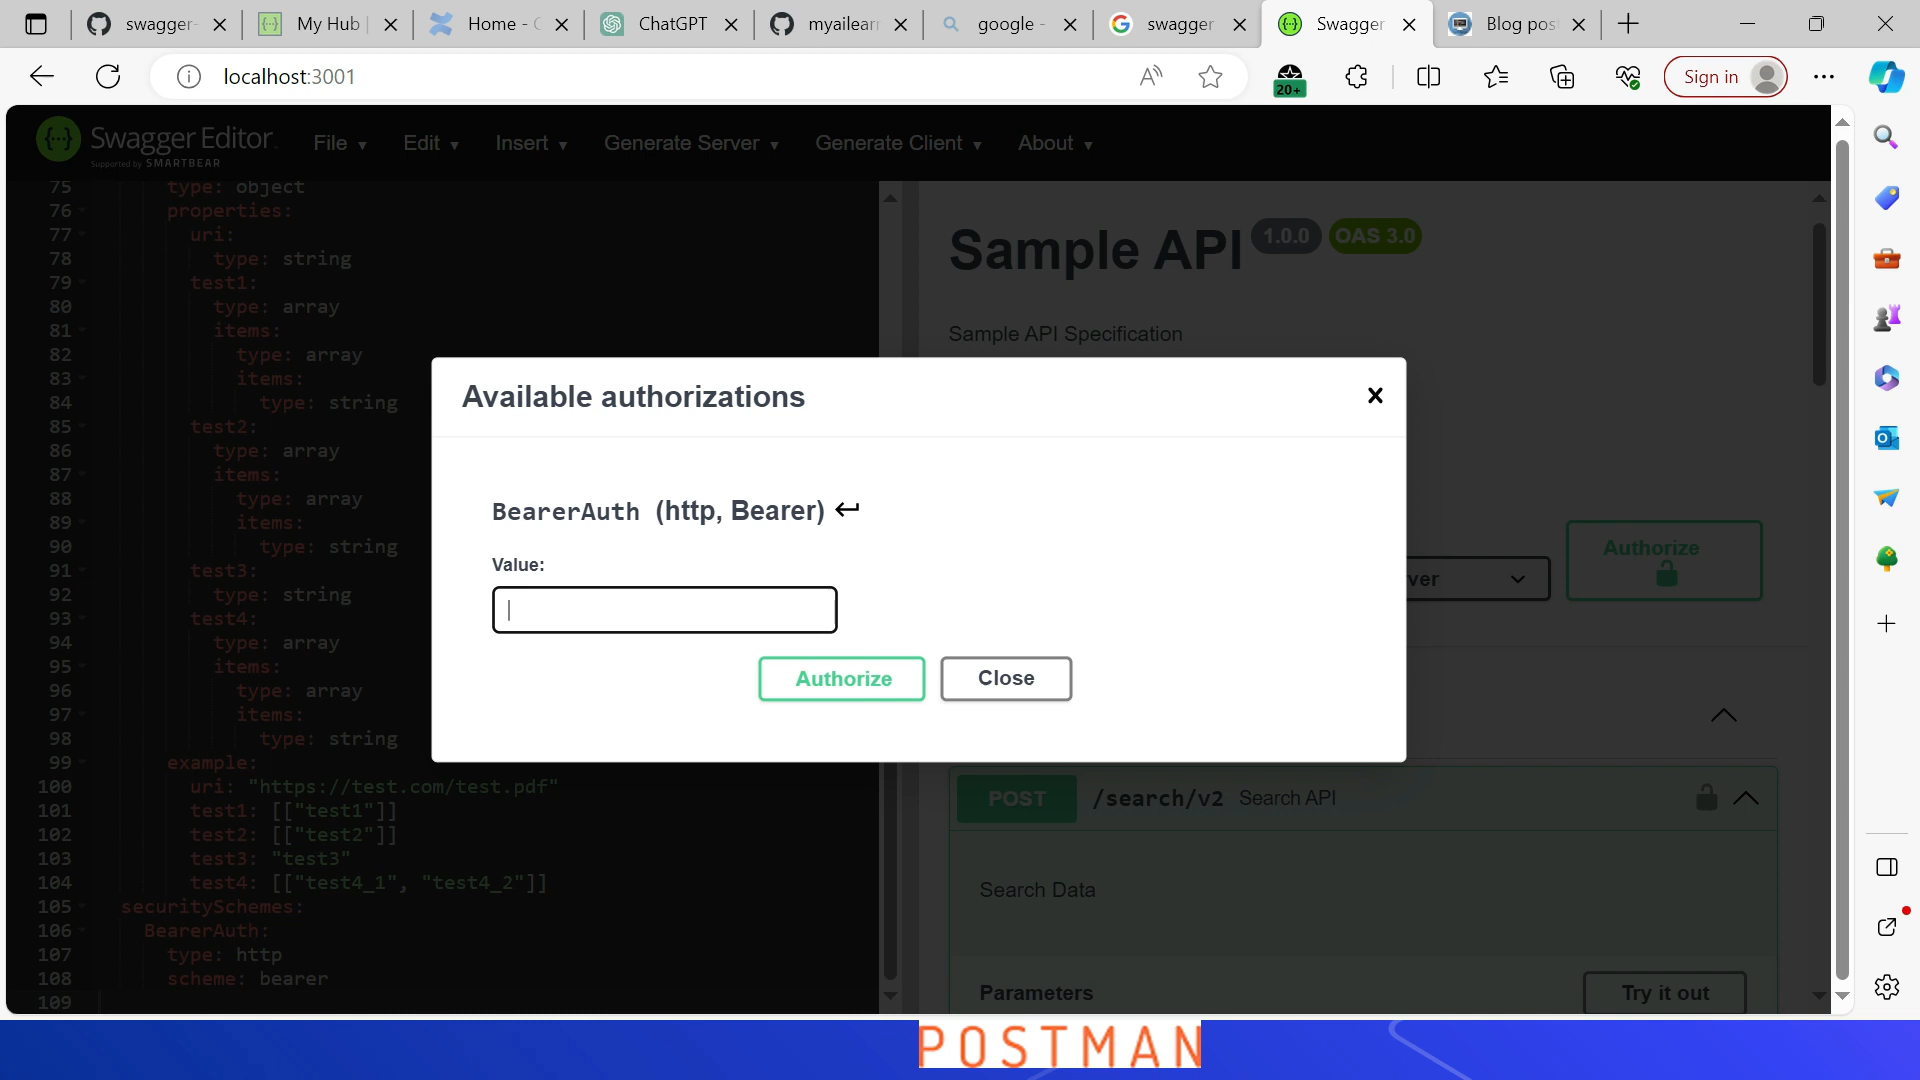 swagger-
My Hub
Home -
ChatGPT
myailear
google -
swagger
Swagger
Blog pos
localhost:3001
20+
Sign in
Swagger Editor
Supported by SMARTBEAR
File
Edit
Insert
Generate Server
Generate Client
About
75 type: object
76 properties:
77 uri:
78 type: string
79 test1:
80 type: array
81 items:
82 type: array
83 items:
84 type: string
85 test2:
86 type: array
87 items:
88 type: array
89 items:
90 type: string
91 test3:
92 type: string
93 test4:
94 type: array
95 items:
96 type: array
97 items:
98 type: string
99 example:
100 uri: "https://test.com/test.pdf"
101 test1: [["test1"]]
102 test2: [["test2"]]
103 test3: "test3"
104 test4: [["test4_1", "test4_2"]]
105 securitySchemes:
106 BearerAuth:
107 type: http
108 scheme: bearer
109
Sample API 1.0.0 OAS 3.0
Sample API Specification
Available authorizations
BearerAuth (http, Bearer)
Value:
Authorize
Close
ver
Authorize
POST /search/v2 Search API
Search Data
Parameters
Try it out
POSTMAN